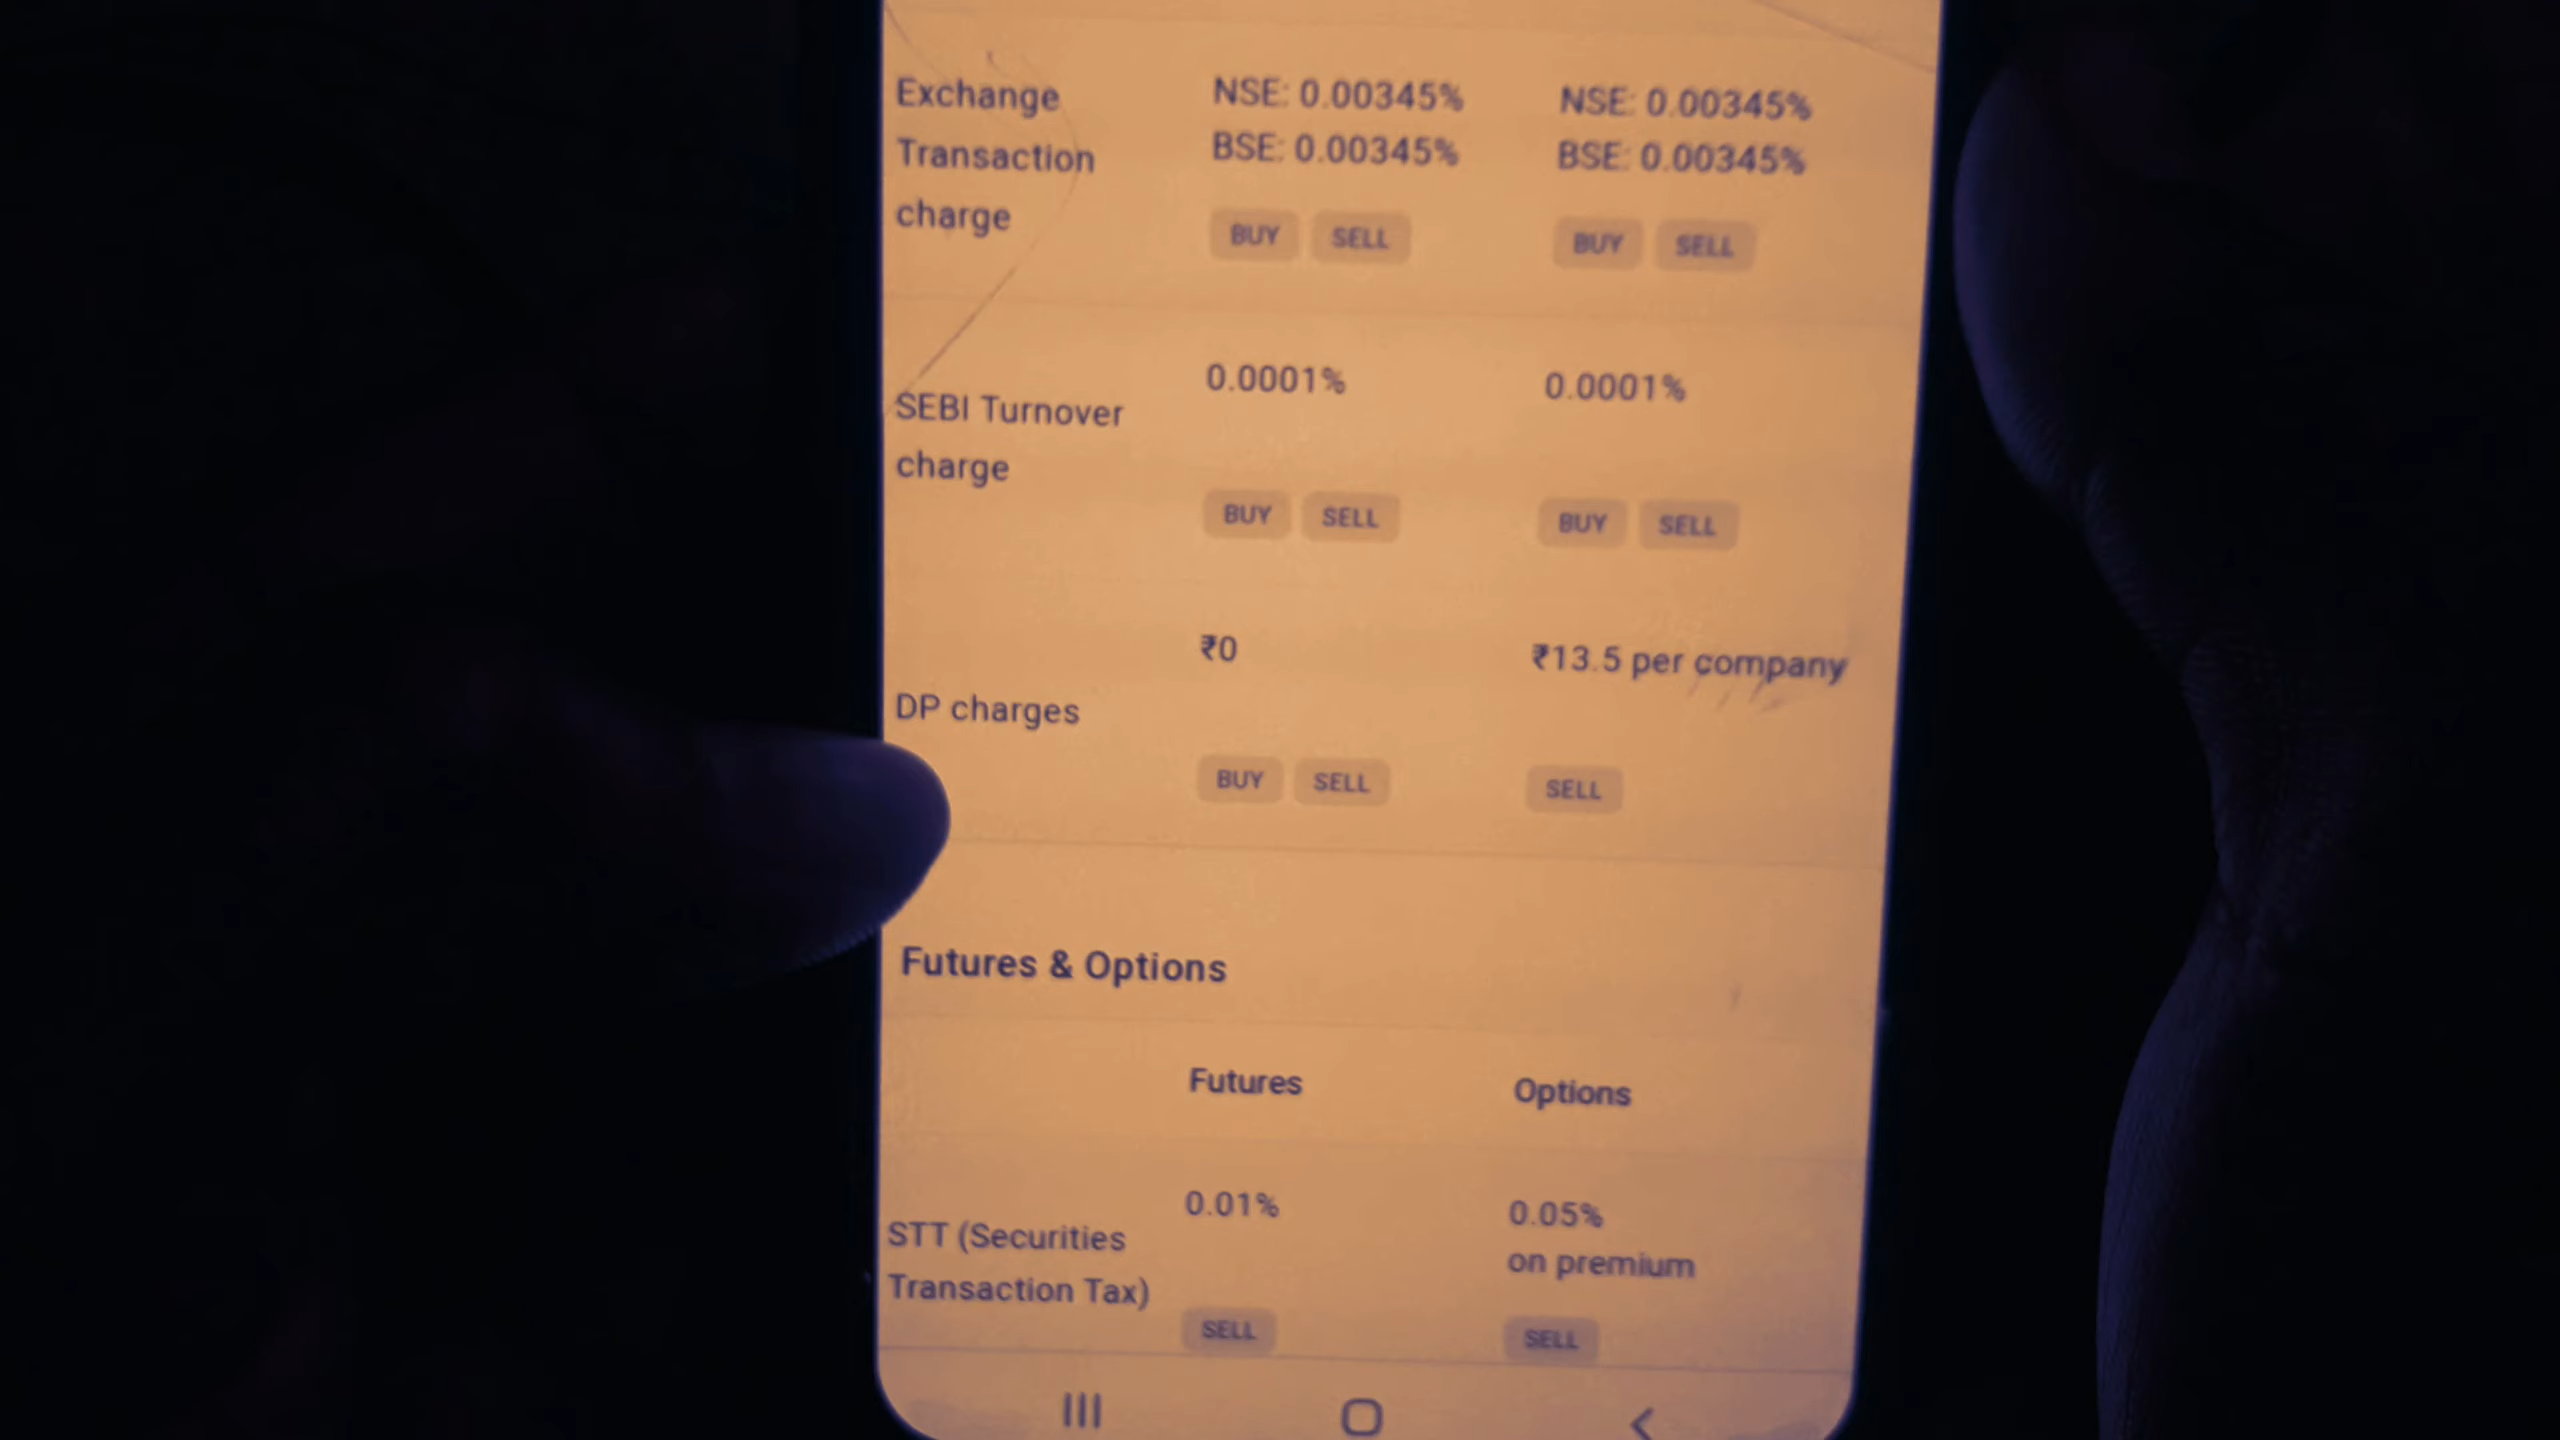 Exchange
Transaction
charge
NSE: 0.00345%
BSE: 0.00345%
BUY SELL
NSE: 0.00345%
BSE: 0.00345%
BUY SELL
SEBI Turnover
charge
0.0001%
BUY SELL
0.0001%
BUY SELL
DP charges
₹0
BUY SELL
₹13.5 per company
SELL
Futures & Options
Futures
Options
STT (Securities
Transaction Tax)
0.01%
SELL
0.05%
on premium
SELL